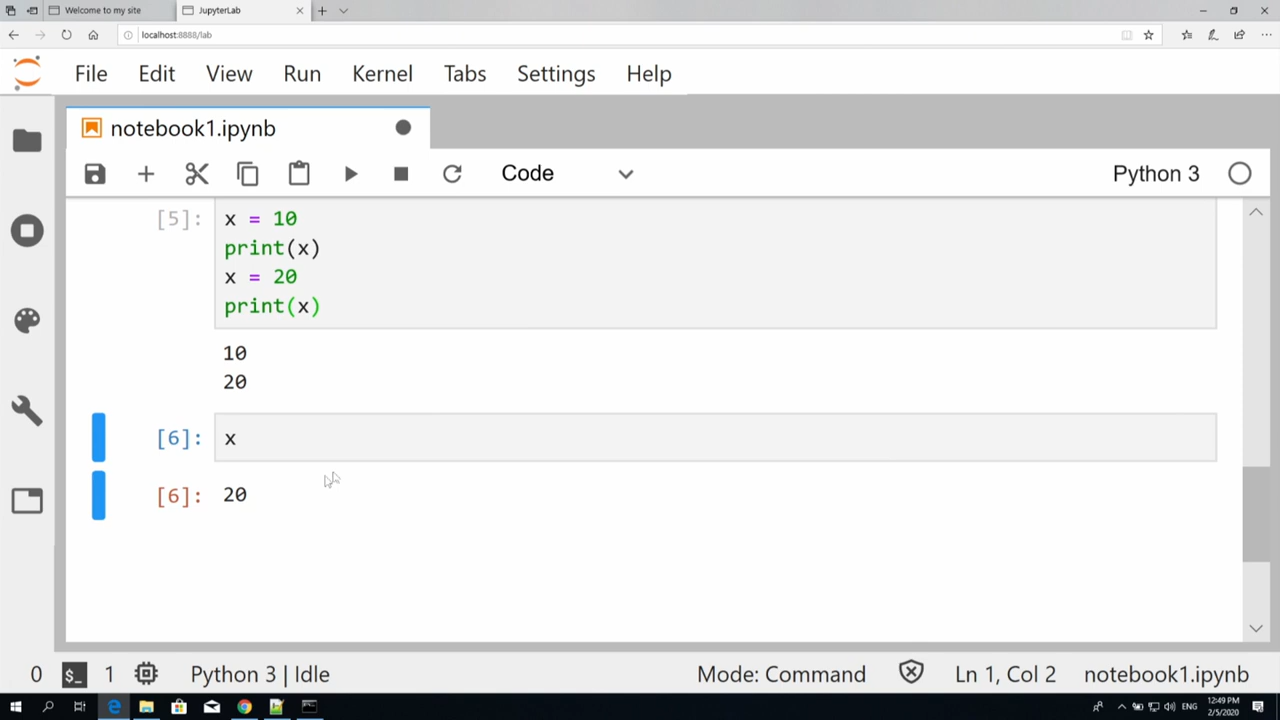 Welcome to my site
JupyterLab
localhost:8888/lab
File Edit View Run Kernel Tabs Settings Help
notebook1.ipynb
Code
Python 3
[5]: x = 10
print(x)
x = 20
print(x)
10
20
[6]: x
[6]: 20
0 $_ 1 Python 3 | Idle Mode: Command Ln 1, Col 2 notebook1.ipynb
ENG
12:49 PM
2/5/2020